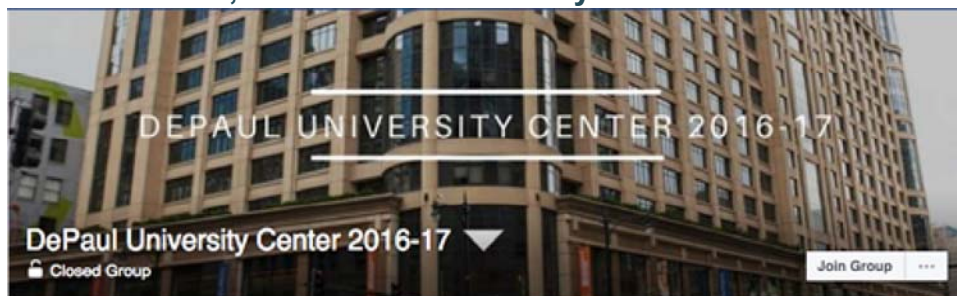 DEPAUL UNIVERSITY CENTER 2016-17
DePaul University Center 2016-17
Closed Group
Join Group ...